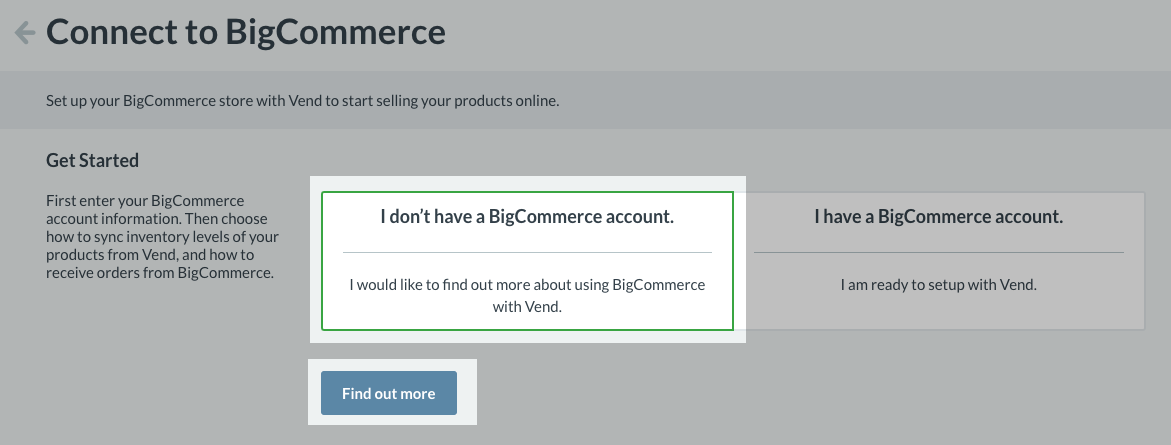 Connect to BigCommerce
Set up your BigCommerce store with Vend to start selling your products online.
Get Started
First enter your BigCommerce
account information. Then choose
how to sync inventory levels of your
products from Vend, and how to
receive orders from BigCommerce.
I don’t have a BigCommerce account.
I would like to find out more about using BigCommerce
with Vend.
I have a BigCommerce account.
I am ready to setup with Vend.
Find out more